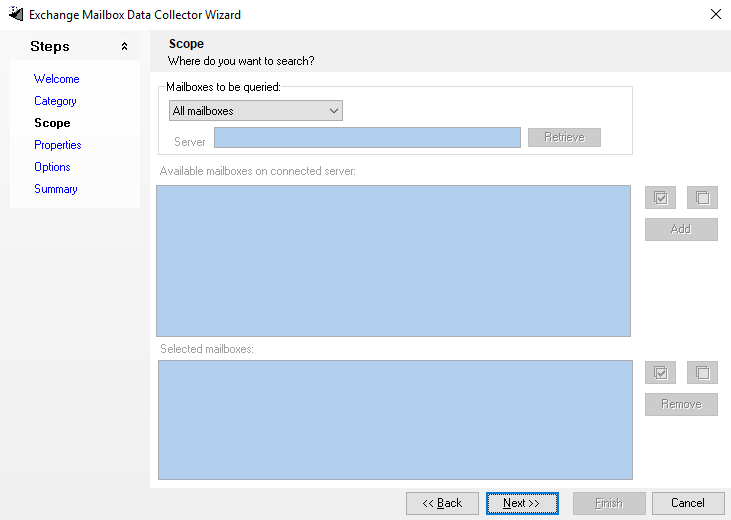 Exchange Mailbox Data Collector Wizard
Steps
Welcome
Category
Scope
Properties
Options
Summary
Scope
Where do you want to search?
Mailboxes to be queried:
All mailboxes
Server
Retrieve
Available mailboxes on connected server:
Add
Selected mailboxes:
Remove
<< Back
Next >>
Finish
Cancel